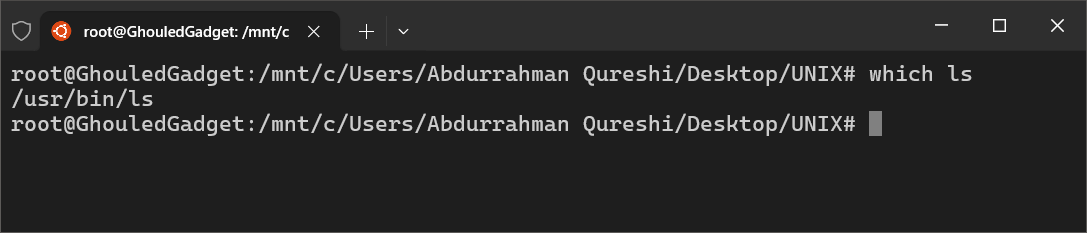 root@GhouledGadget: /mnt/c
root@GhouledGadget:/mnt/c/Users/Abdurrahman Qureshi/Desktop/UNIX# which ls
/usr/bin/ls
root@GhouledGadget:/mnt/c/Users/Abdurrahman Qureshi/Desktop/UNIX#